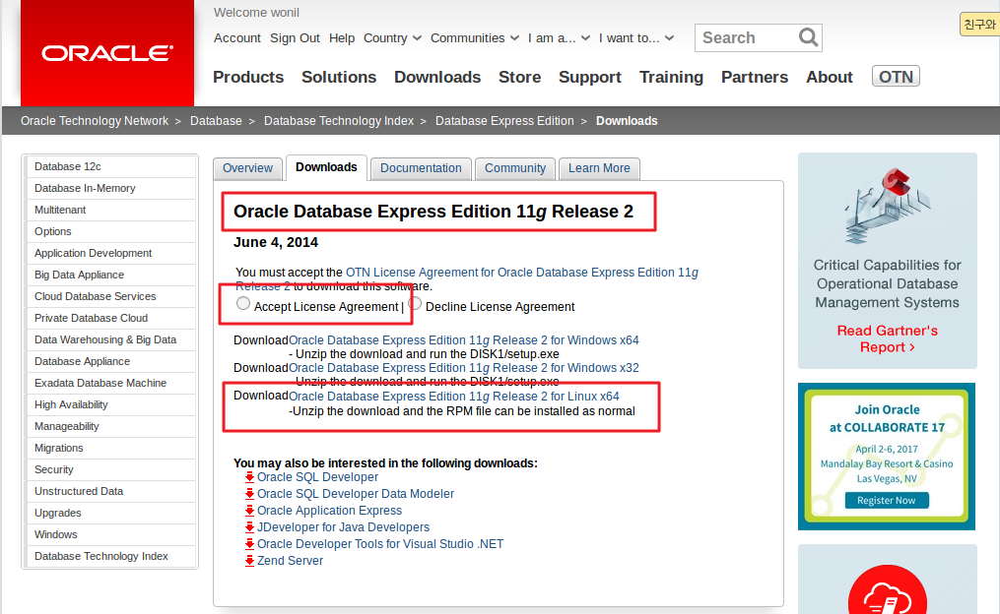 ORACLE
Welcome wonil
Account Sign Out Help Country Communities I am a... I want to... Search
친구와
Products Solutions Downloads Store Support Training Partners About OTN
Oracle Technology Network > Database > Database Technology Index > Database Express Edition > Downloads
Database 12c
Database In-Memory
Multitenant
Options
Application Development
Big Data Appliance
Cloud Database Services
Private Database Cloud
Data Warehousing & Big Data
Database Appliance
Exadata Database Machine
High Availability
Manageability
Migrations
Security
Unstructured Data
Upgrades
Windows
Database Technology Index
Overview Downloads Documentation Community Learn More
Oracle Database Express Edition 11g Release 2
June 4, 2014
You must accept the OTN License Agreement for Oracle Database Express Edition 11g
Release 2 to download this software.
Accept License Agreement | Decline License Agreement
DownloadOracle Database Express Edition 11g Release 2 for Windows x64
- Unzip the download and run the DISK1/setup.exe
DownloadOracle Database Express Edition 11g Release 2 for Windows x32
- Unzip the download and run the DISK1/setup.exe
DownloadOracle Database Express Edition 11g Release 2 for Linux x64
-Unzip the download and the RPM file can be installed as normal
You may also be interested in the following downloads:
Oracle SQL Developer
Oracle SQL Developer Data Modeler
Oracle Application Express
JDeveloper for Java Developers
Oracle Developer Tools for Visual Studio .NET
Zend Server
Critical Capabilities for
Operational Database
Management Systems
Read Gartner's
Report >
Join Oracle
at COLLABORATE 17
April 2-6, 2017
Mandalay Bay Resort & Casino
Las Vegas, NV
Register Now